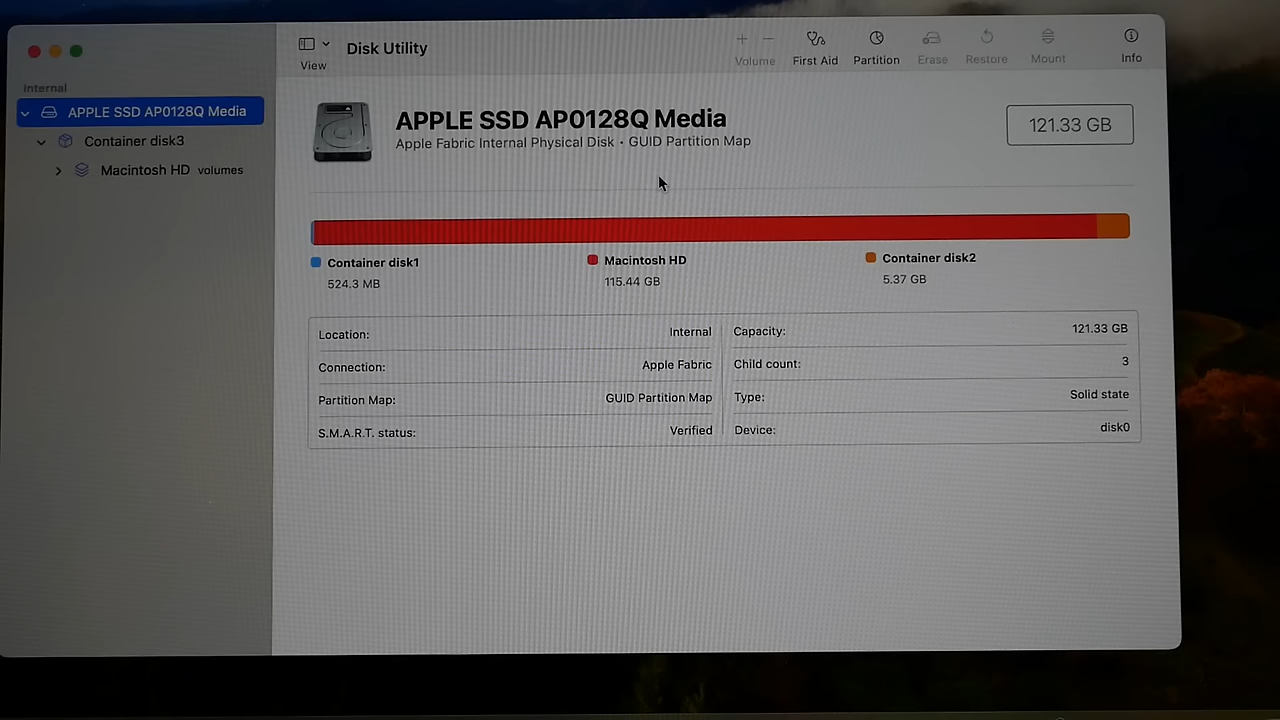 Disk Utility
View
Volume
First Aid
Partition
Erase
Restore
Mount
Info
Internal
APPLE SSD AP0128Q Media
Container disk3
Macintosh HD volumes
APPLE SSD AP0128Q Media
Apple Fabric Internal Physical Disk • GUID Partition Map
121.33 GB
Container disk1
524.3 MB
Macintosh HD
115.44 GB
Container disk2
5.37 GB
Location: Internal
Connection: Apple Fabric
Partition Map: GUID Partition Map
S.M.A.R.T. status: Verified
Capacity: 121.33 GB
Child count: 3
Type: Solid state
Device: disk0